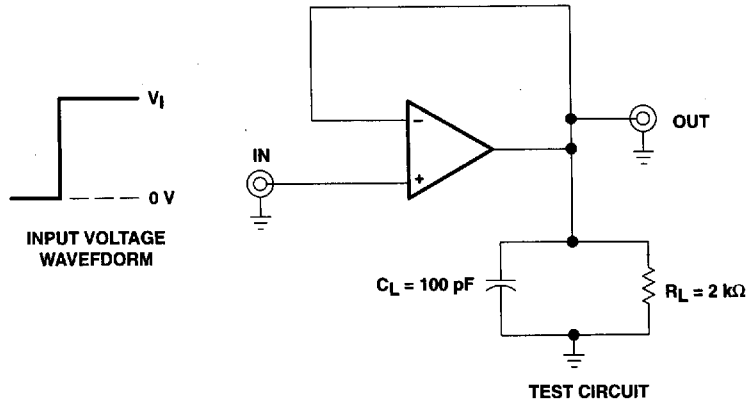 VI
0 V
INPUT VOLTAGE
WAVEFDORM
IN
−
+
OUT
CL = 100 pF
RL = 2 kΩ
TEST CIRCUIT